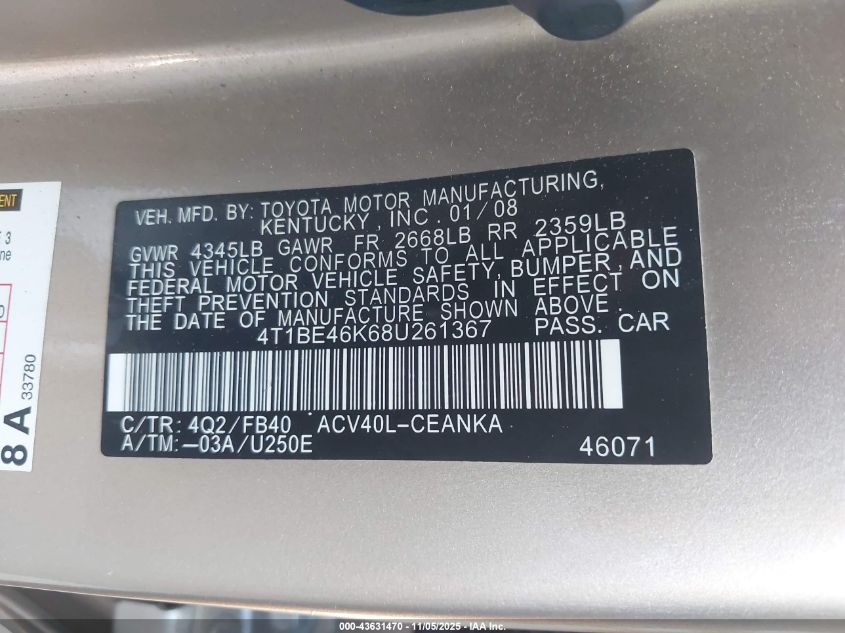 VEH. MFD. BY: TOYOTA MOTOR MANUFACTURING,
KENTUCKY, INC. 01/08
GVWR 4345LB GAWR FR 2668LB RR 2359LB
THIS VEHICLE CONFORMS TO ALL APPLICABLE
FEDERAL MOTOR VEHICLE SAFETY, BUMPER, AND
THEFT PREVENTION STANDARDS IN EFFECT ON
THE DATE OF MANUFACTURE SHOWN ABOVE.
4T1BE46K68U261367 PASS. CAR
C/TR: 4Q2/FB40 ACV40L-CEANKA
A/TM: -03A/U250E 46071
8 A 33780
000-43631470 - 11/05/2025 - IAA Inc.